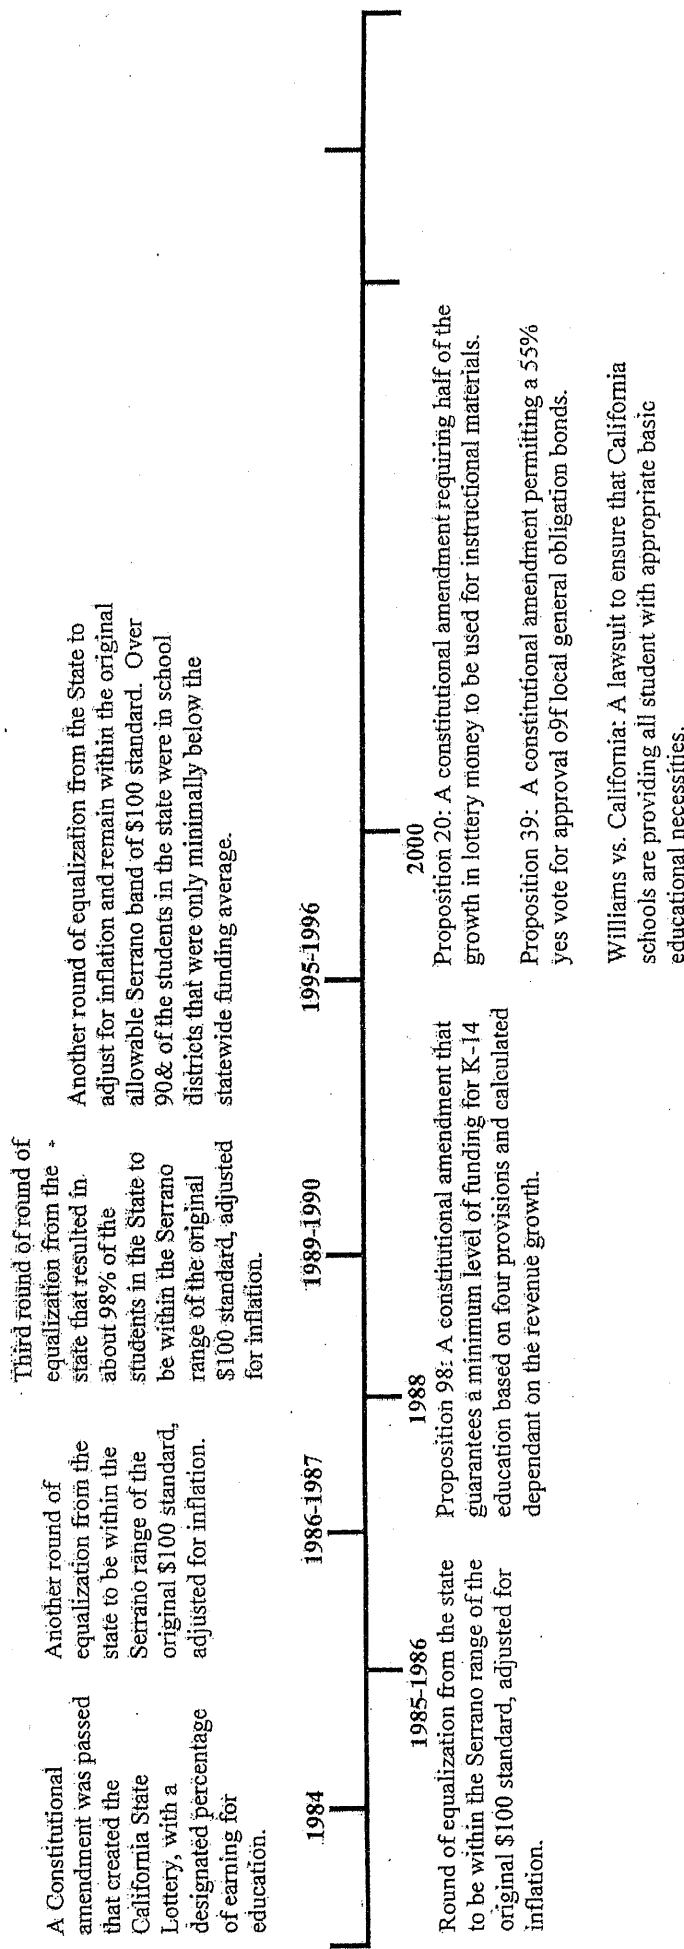 A Constitutional
amendment was passed
that created the
California State
Lottery, with a
designated percentage
of earning for
education.
1984
1985-1986
Round of equalization from the state
to be within the Serrano range of the
original $100 standard, adjusted for
inflation.
Another round of
equalization from the
state to be within the
Serrano range of the
original $100 standard,
adjusted for inflation.
1986-1987
1988
Proposition 98: A constitutional amendment that
guarantees a minimum level of funding for K-14
education based on four provisions and calculated
dependant on the revenue growth.
Third round of round of
equalization from the
state that resulted in
about 98% of the
students in the State to
be within the Serrano
range of the original
$100 standard, adjusted
for inflation.
1989-1990
Another round of equalization from the State to
adjust for inflation and remain within the original
allowable Serrano band of $100 standard. Over
90& of the students in the state were in school
districts that were only minimally below the
statewide funding average.
1995-1996
2000
Proposition 20: A constitutional amendment requiring half of the
growth in lottery money to be used for instructional materials.
Proposition 39: A constitutional amendment permitting a 55%
yes vote for approval o9f local general obligation bonds.
Williams vs. California: A lawsuit to ensure that California
schools are providing all student with appropriate basic
educational necessities.